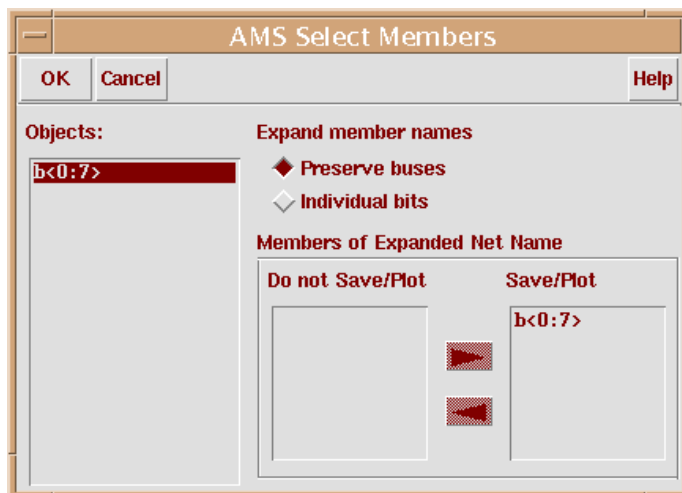 AMS Select Members
OK Cancel Help
Objects:
b<0:7>
Expand member names
Preserve buses
Individual bits
Members of Expanded Net Name
Do not Save/Plot Save/Plot
b<0:7>